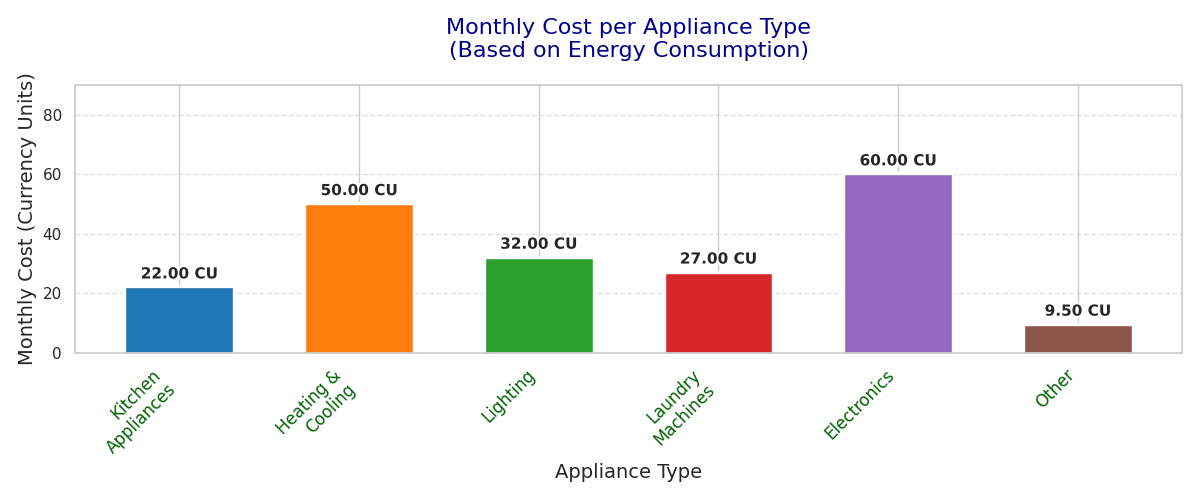 Monthly Cost per Appliance Type
(Based on Energy Consumption)
Monthly Cost (Currency Units)
80
60
40
20
0
22.00 CU
50.00 CU
32.00 CU
27.00 CU
60.00 CU
9.50 CU
Kitchen
Appliances
Heating &
Cooling
Lighting
Laundry
Machines
Electronics
Other
Appliance Type